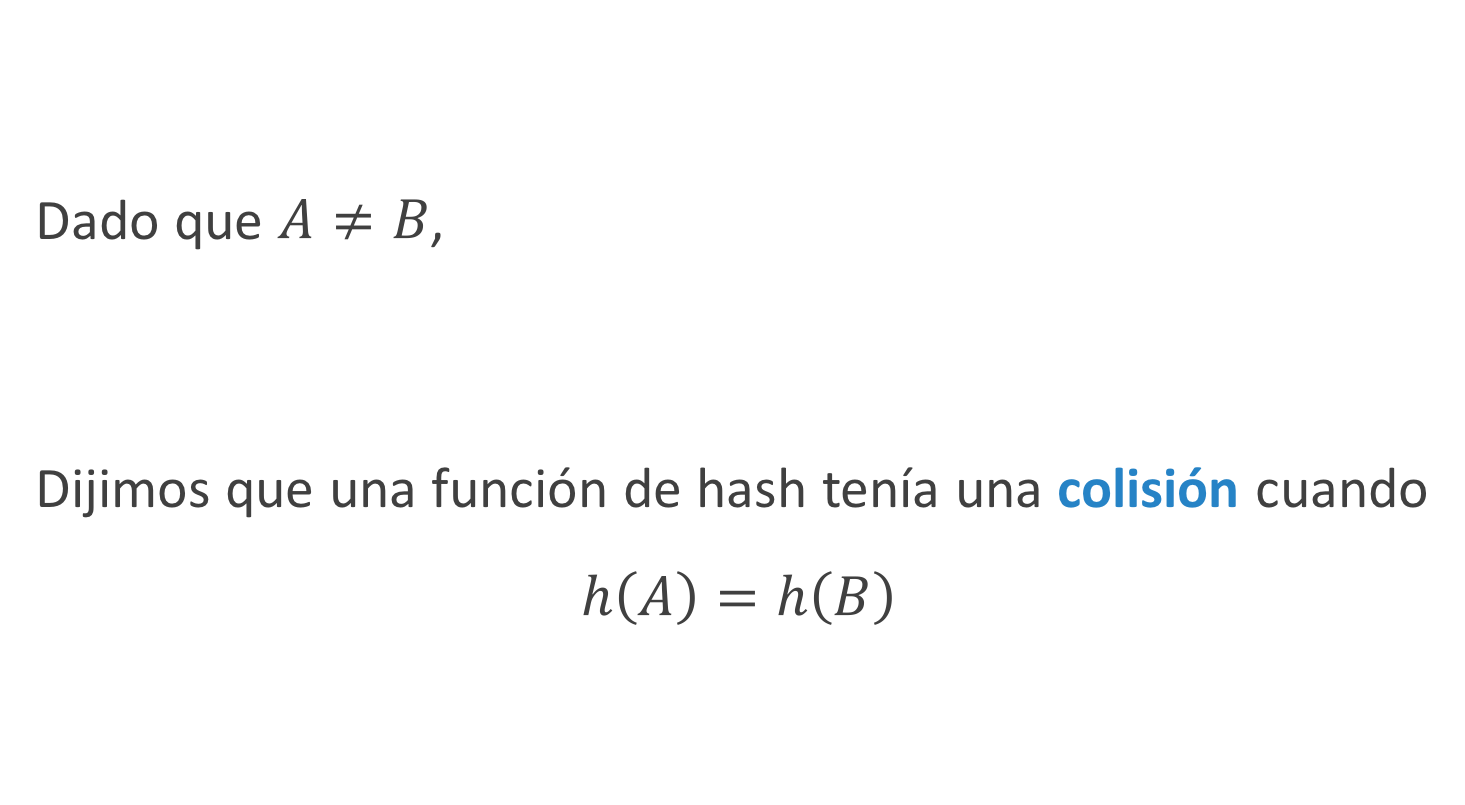 Dado que A ≠ B,
Dijimos que una función de hash tenía una colisión cuando
h(A) = h(B)